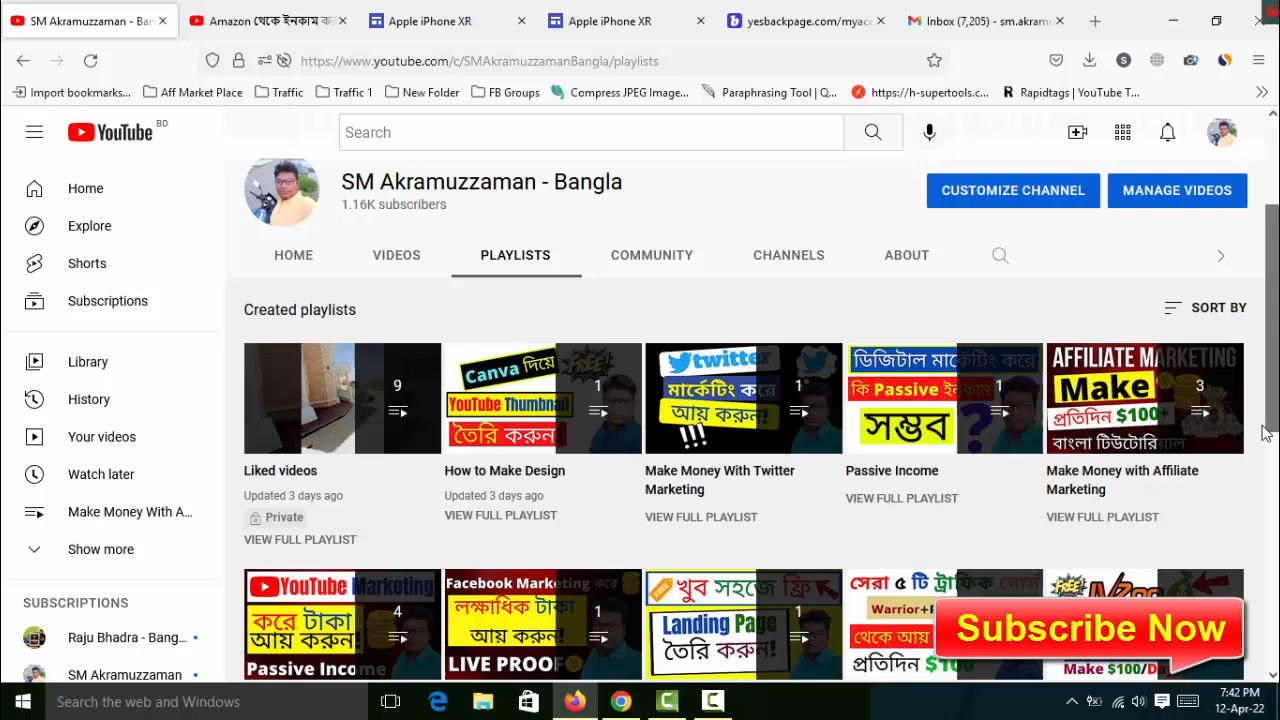 SM Akramuzzaman - Ban
Amazon থেকে ইনকাম কর
Apple iPhone XR
Apple iPhone XR
yesbackpage.com/myacc
Inbox (7,205) - sm.akramu
https://www.youtube.com/c/SMAkramuzzamanBangla/playlists
Import bookmarks...
Aff Market Place
Traffic
Traffic 1
New Folder
FB Groups
Compress JPEG Image...
Paraphrasing Tool | Q...
https://h-supertools.c...
Rapidtags | YouTube T...
YouTube BD
Search
SM Akramuzzaman - Bangla
1.16K subscribers
CUSTOMIZE CHANNEL
MANAGE VIDEOS
HOME
VIDEOS
PLAYLISTS
COMMUNITY
CHANNELS
ABOUT
Home
Explore
Shorts
Subscriptions
Library
History
Your videos
Watch later
Make Money With A...
Show more
SUBSCRIPTIONS
Raju Bhadra - Bang...
SM Akramuzzaman
Created playlists
SORT BY
9
Liked videos
Updated 3 days ago
Private
VIEW FULL PLAYLIST
Canva দিয়ে
FREE
YouTube Thumbnail
তৈরি করুন
1
How to Make Design
Updated 3 days ago
VIEW FULL PLAYLIST
twitter
মার্কেটিং করে
আয় করুন!
!!!
1
Make Money With Twitter
Marketing
VIEW FULL PLAYLIST
ডিজিটাল মার্কেটিং করে
কি Passive ইনকাম
সম্ভব
1
Passive Income
VIEW FULL PLAYLIST
AFFILIATE MARKETING
Make
প্রতিদিন $100+
বাংলা টিউটোরিয়াল
3
Make Money with Affiliate
Marketing
VIEW FULL PLAYLIST
YouTube Marketing
করে টাকা
আয় করুন!
Passive Income
4
Facebook Marketing করে
লক্ষাধিক টাকা
আয় করুন!
LIVE PROOF
1
খুব সহজে ফ্রি
Landing Page
তৈরী করুন!
1
সেরা ৫ টি ট্রাফিক সোর্স
Warrior+P
থেকে আয়
প্রতিদিন $100
FREE
Make $100/Day
Subscribe Now
Search the web and Windows
7:42 PM
12-Apr-22